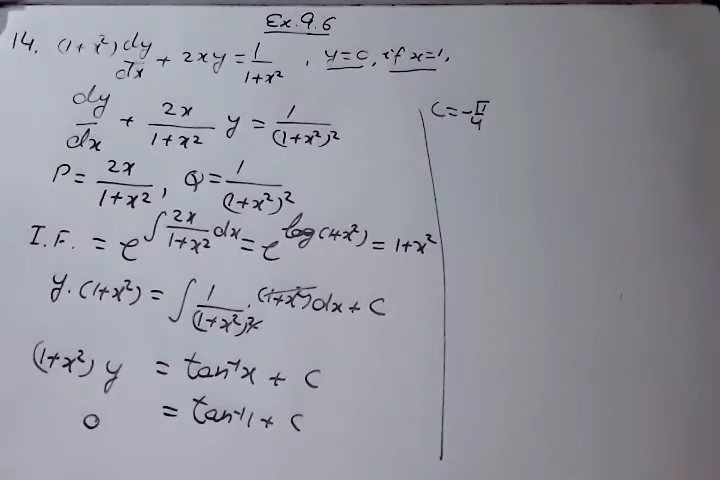 Ex. 9.6
14. (1+x²) dy/dx + 2xy = 1/(1+x²) , y=0, if x=1,
dy/dx + 2x/(1+x²) y = 1/(1+x²)²
P = 2x/(1+x²), Q = 1/(1+x²)²
I.F. = e^∫ 2x/(1+x²) dx = e^log(1+x²) = 1+x²
y.(1+x²) = ∫ 1/(1+x²)² . (1+x²) dx + C
(1+x²) y = tan⁻¹x + C
0 = tan⁻¹1 + C
C = -π/4